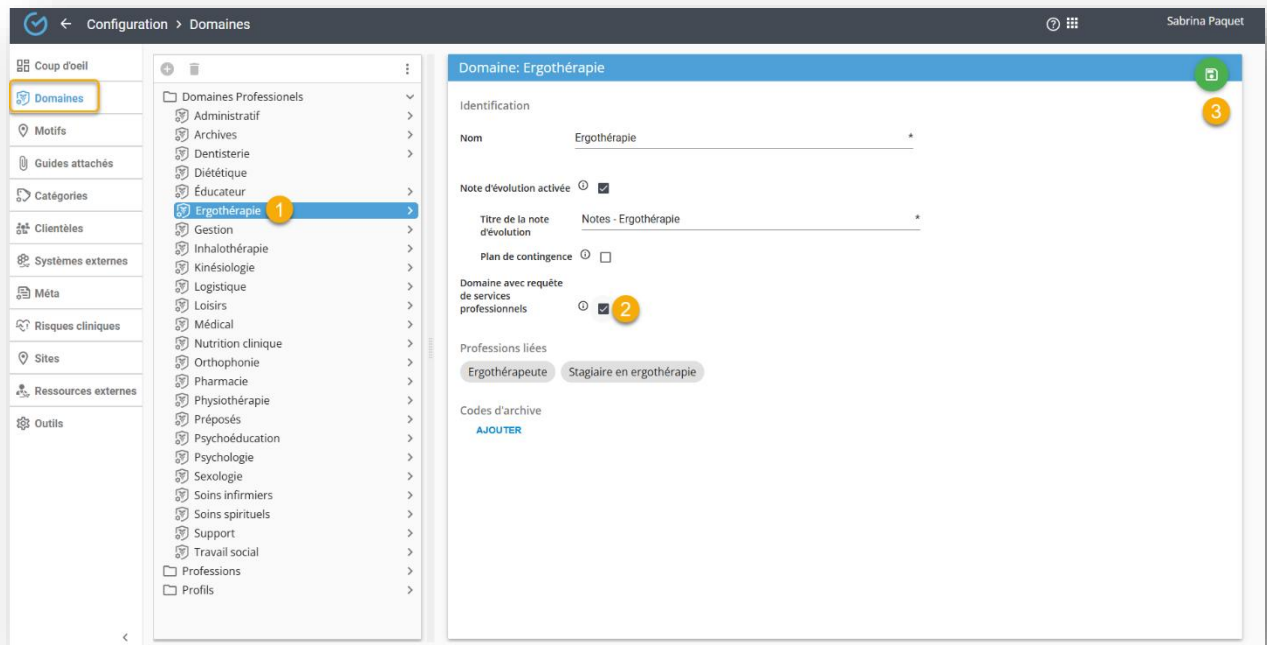 Configuration > Domaines
Sabrina Paquet
Coup d'oeil
Domaines
Motifs
Guides attachés
Catégories
Clientèles
Systèmes externes
Méta
Risques cliniques
Sites
Ressources externes
Outils
Domaines Professionels
Administratif
Archives
Dentisterie
Diététique
Éducateur
Ergothérapie 1
Gestion
Inhalothérapie
Kinésiologie
Logistique
Loisirs
Médical
Nutrition clinique
Orthophonie
Pharmacie
Physiothérapie
Préposés
Psychoéducation
Psychologie
Sexologie
Soins infirmiers
Soins spirituels
Support
Travail social
Professions
Profils
Domaine: Ergothérapie
3
Identification
Nom Ergothérapie *
Note d'évolution activée
Titre de la note
d'évolution
Notes - Ergothérapie *
Plan de contingence
Domaine avec requête
de services
professionnels
2
Professions liées
Ergothérapeute Stagiaire en ergothérapie
Codes d'archive
AJOUTER